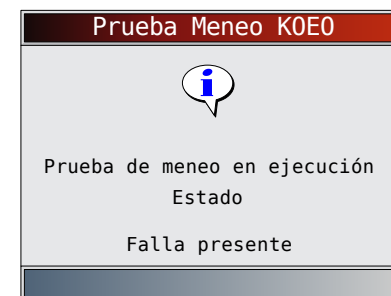 Prueba Meneo KOEO
Prueba de meneo en ejecución
Estado
Falla presente